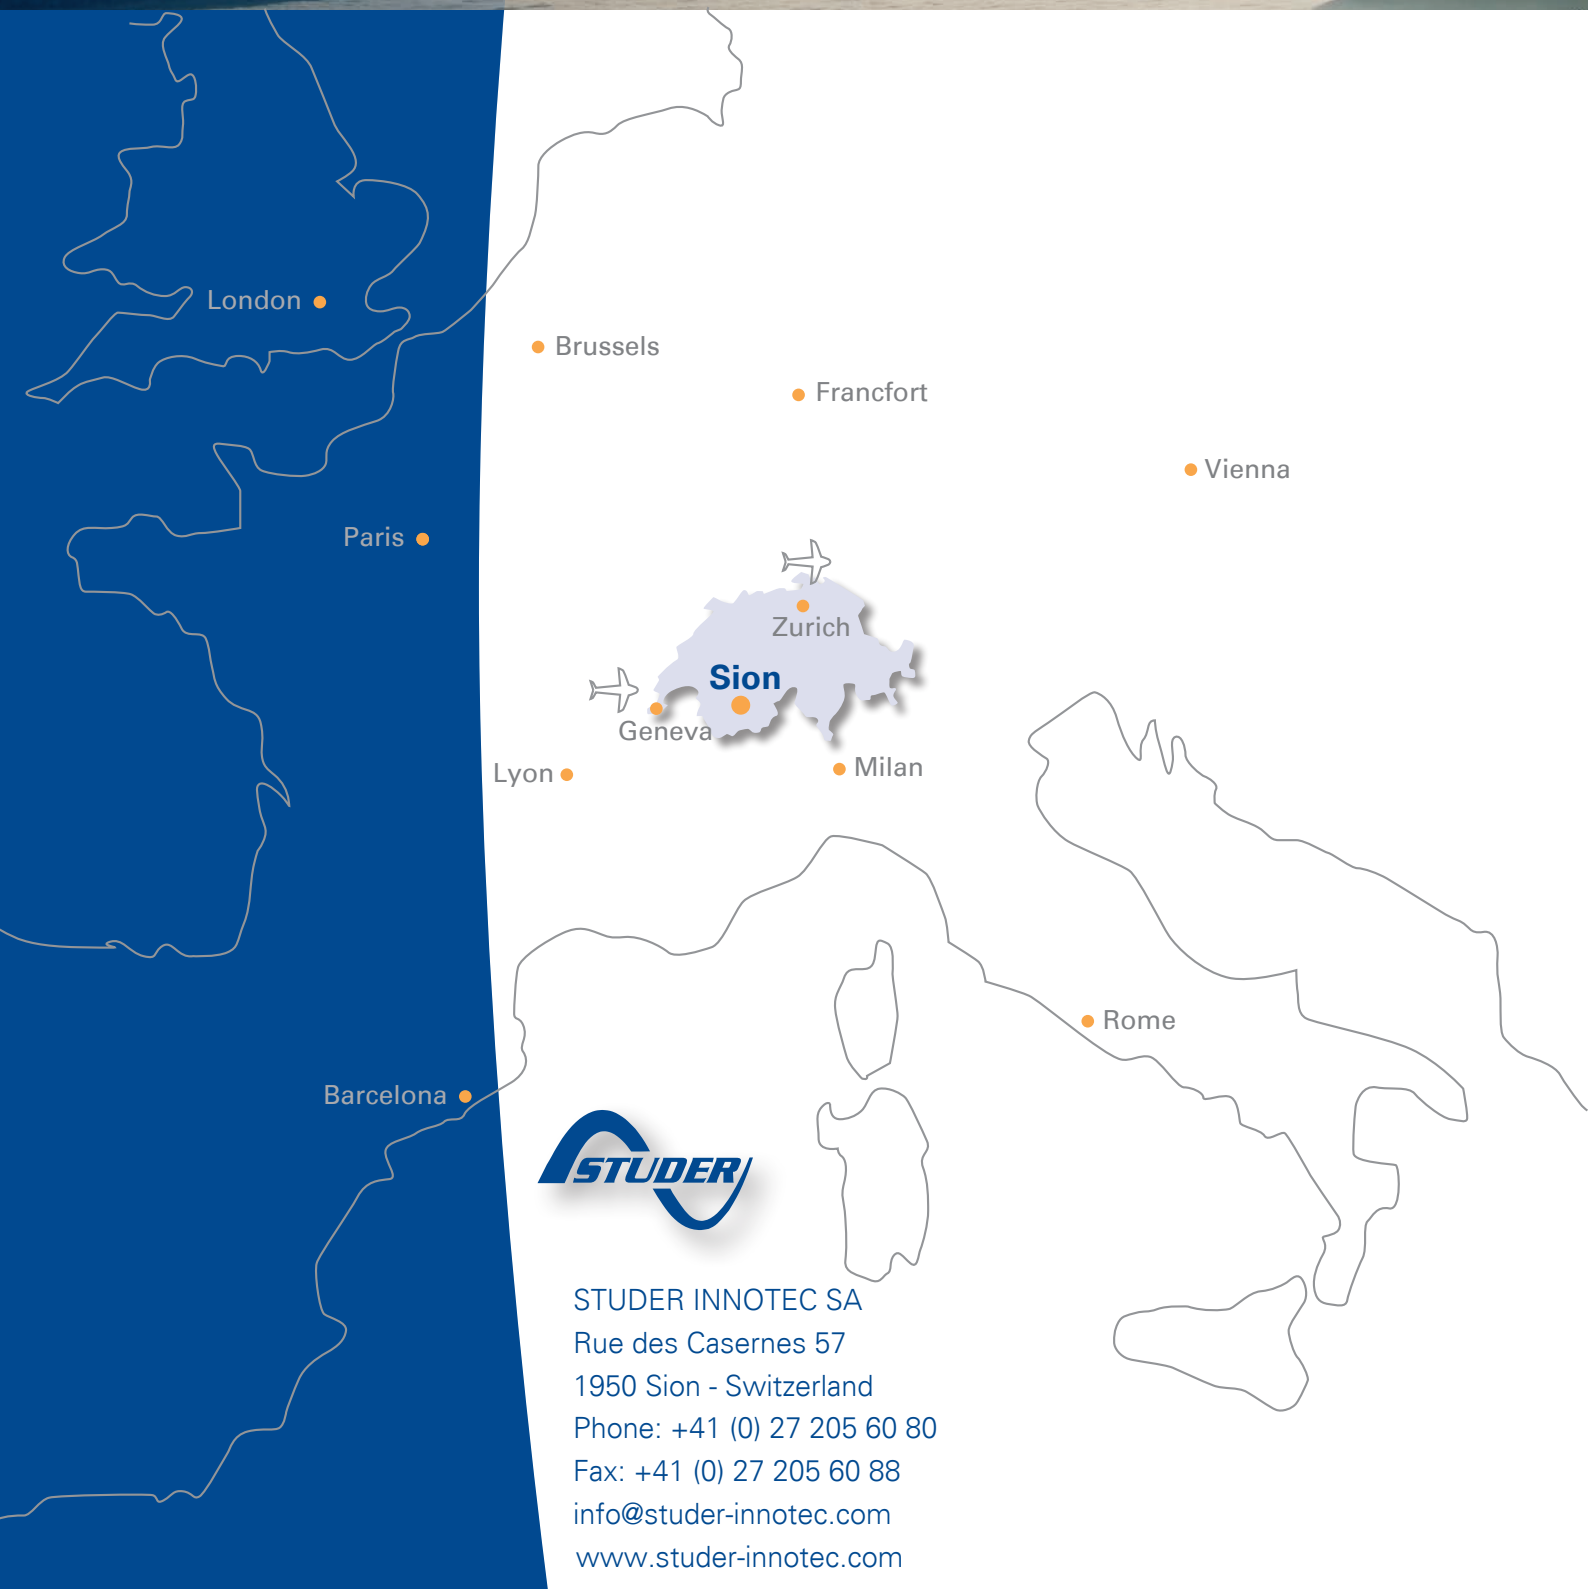 London
Brussels
Francfort
Vienna
Paris
Zurich
Sion
Geneva
Lyon
Milan
Rome
Barcelona
STUDER
STUDER INNOTEC SA
Rue des Casernes 57
1950 Sion - Switzerland
Phone: +41 (0) 27 205 60 80
Fax: +41 (0) 27 205 60 88
info@studer-innotec.com
www.studer-innotec.com